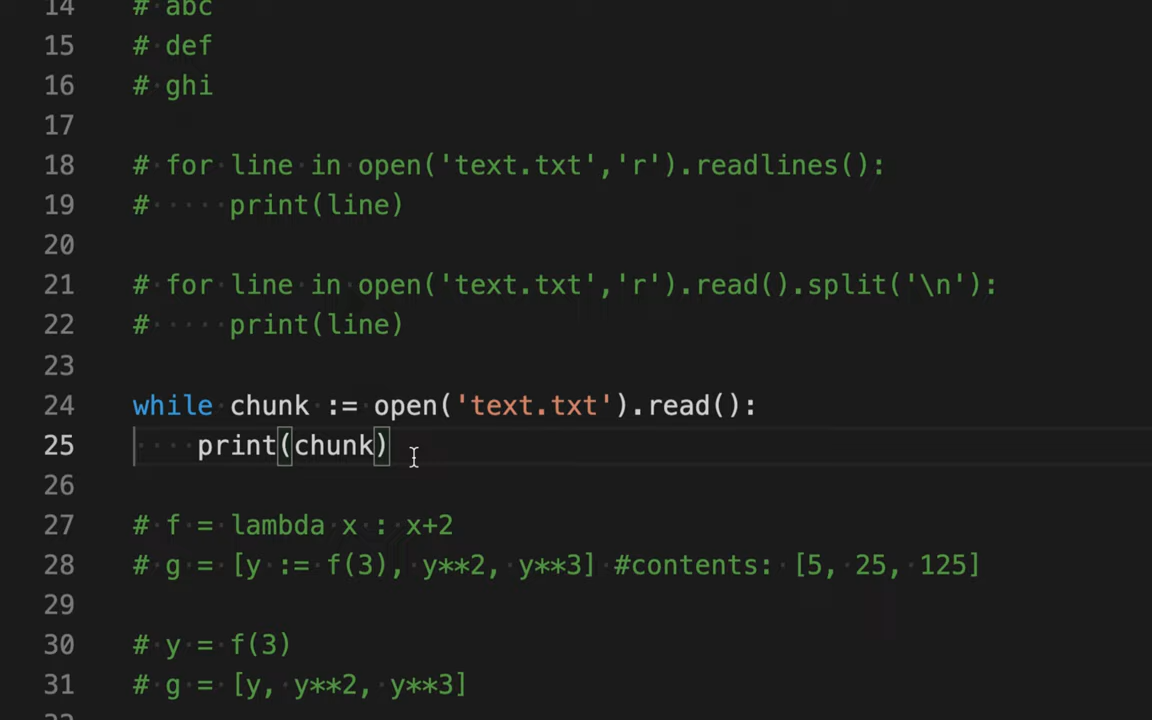 14 # abc
15 # def
16 # ghi
17
18 # for line in open('text.txt','r').readlines():
19 #     print(line)
20
21 # for line in open('text.txt','r').read().split('\n'):
22 #     print(line)
23
24 while chunk := open('text.txt').read():
25     print(chunk)
26
27 # f = lambda x : x+2
28 # g = [y := f(3), y**2, y**3] #contents: [5, 25, 125]
29
30 # y = f(3)
31 # g = [y, y**2, y**3]